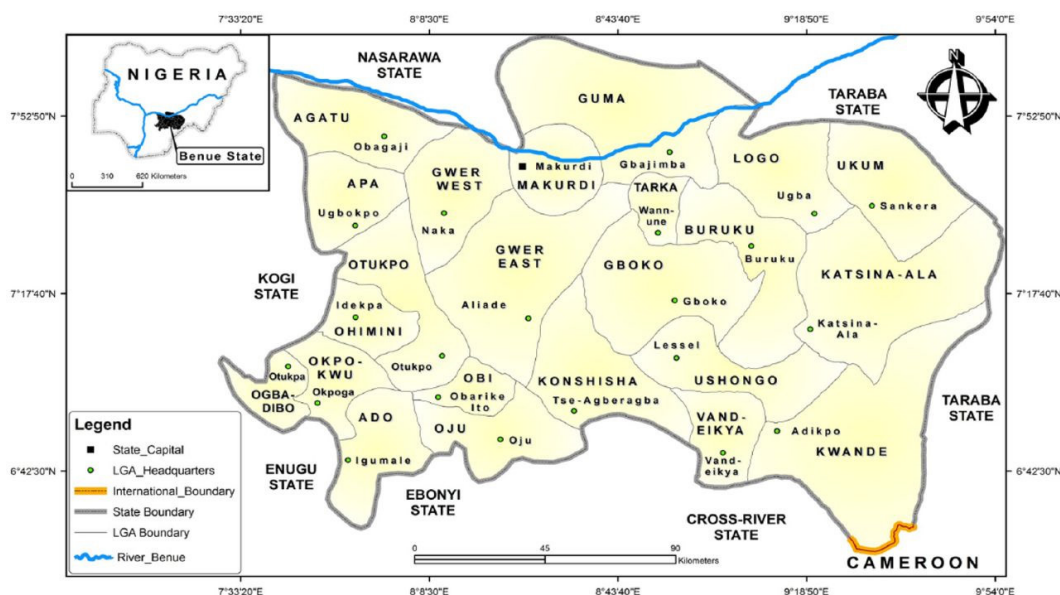 7°33'20"E
8°8'30"E
8°43'40"E
9°18'50"E
9°54'0"E
NIGERIA
Benue State
0 310 620 Kilometers
NASARAWA
STATE
TARABA
STATE
N
7°52'50"N
7°52'50"N
GUMA
AGATU
Obagaji
Makurdi
MAKURDI
Gbajimba
LOGO
UKUM
APA
GWER
WEST
TARKA
Ugba
Sankera
Ugbokpo
Naka
Wann-
une
BURUKU
Buruku
OTUKPO
GWER
EAST
GBOKO
KATSINA-ALA
KOGI
STATE
7°17'40"N
7°17'40"N
Idekpa
Aliade
Gboko
OHIMINI
Katsina-
Ala
Lessel
Otukpa
OKPO-
KWU
Otukpo
OBI
KONSHISHA
USHONGO
OGBA-
DIBO
Okpoga
Obarike
Ito
Tse-Agberagba
TARABA
STATE
ADO
OJU
Oju
VAND-
EIKYA
Adikpo
KWANDE
Igumale
Vand-
eikya
6°42'30"N
6°42'30"N
ENUGU
STATE
EBONYI
STATE
CROSS-RIVER
STATE
CAMEROON
Legend
State_Capital
LGA_Headquarters
International_Boundary
State Boundary
LGA Boundary
River_Benue
0 45 90
Kilometers
7°33'20"E
8°8'30"E
8°43'40"E
9°18'50"E
9°54'0"E